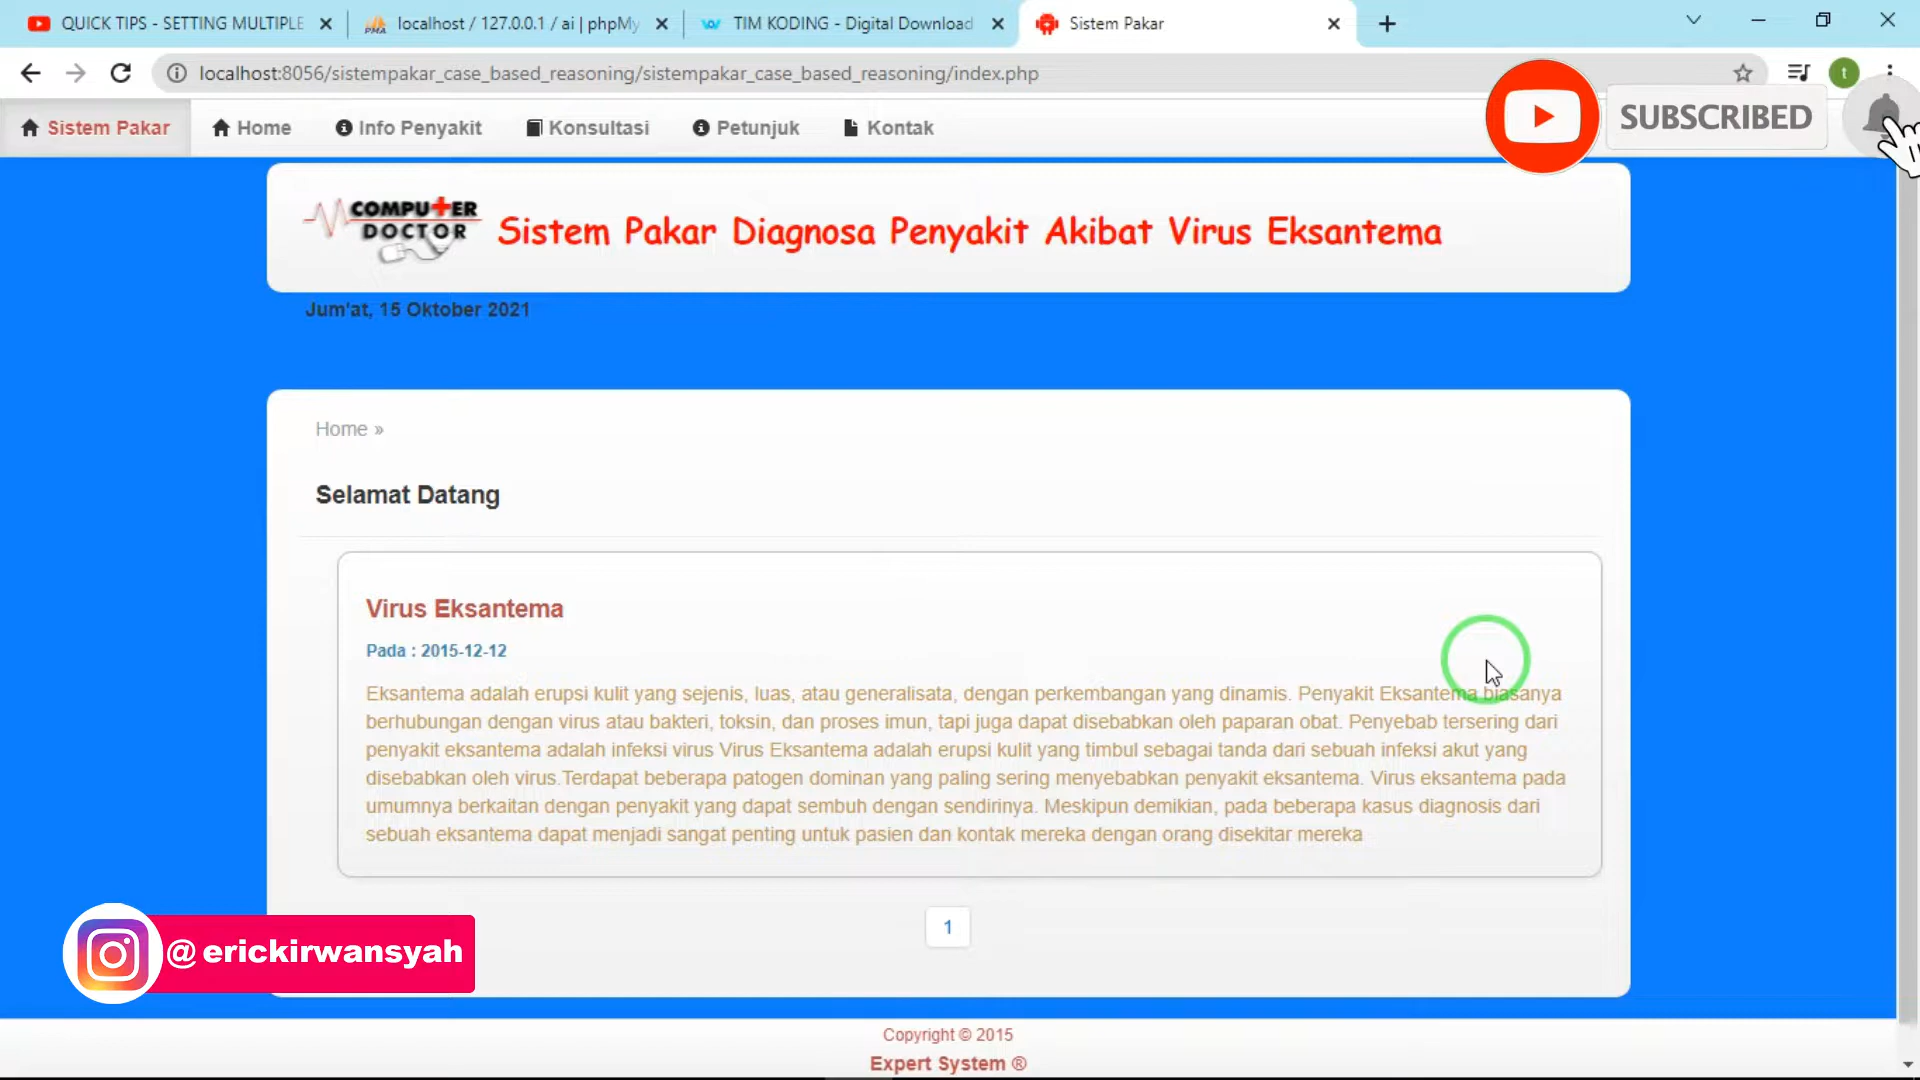 QUICK TIPS - SETTING MULTIPLE
localhost / 127.0.0.1 / ai | phpMy
TIM KODING - Digital Download
Sistem Pakar
localhost:8056/sistempakar_case_based_reasoning/sistempakar_case_based_reasoning/index.php
t
Sistem Pakar
Home
Info Penyakit
Konsultasi
Petunjuk
Kontak
SUBSCRIBED
COMPUTER
DOCTOR
Sistem Pakar Diagnosa Penyakit Akibat Virus Eksantema
Jum'at, 15 Oktober 2021
Home »
Selamat Datang
Virus Eksantema
Pada : 2015-12-12
Eksantema adalah erupsi kulit yang sejenis, luas, atau generalisata, dengan perkembangan yang dinamis. Penyakit Eksantema biasanya
berhubungan dengan virus atau bakteri, toksin, dan proses imun, tapi juga dapat disebabkan oleh paparan obat. Penyebab tersering dari
penyakit eksantema adalah infeksi virus Virus Eksantema adalah erupsi kulit yang timbul sebagai tanda dari sebuah infeksi akut yang
disebabkan oleh virus.Terdapat beberapa patogen dominan yang paling sering menyebabkan penyakit eksantema. Virus eksantema pada
umumnya berkaitan dengan penyakit yang dapat sembuh dengan sendirinya. Meskipun demikian, pada beberapa kasus diagnosis dari
sebuah eksantema dapat menjadi sangat penting untuk pasien dan kontak mereka dengan orang disekitar mereka
1
@erickirwansyah
Copyright © 2015
Expert System ®